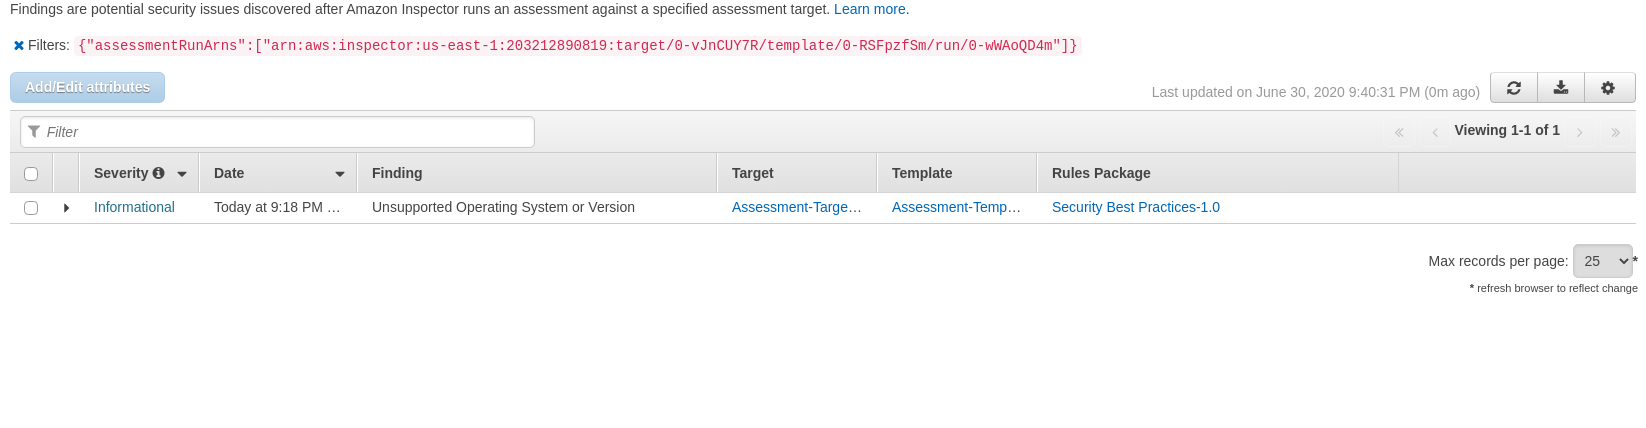 Findings are potential security issues discovered after Amazon Inspector runs an assessment against a specified assessment target. Learn more.
Filters: {"assessmentRunArns":["arn:aws:inspector:us-east-1:203212890819:target/0-vJnCUY7R/template/0-RSFpzfSm/run/0-wWAoQD4m"]}
Add/Edit attributes
Last updated on June 30, 2020 9:40:31 PM (0m ago)
Filter
« ‹ Viewing 1-1 of 1 › »
Severity Date Finding Target Template Rules Package
Informational Today at 9:18 PM … Unsupported Operating System or Version Assessment-Targe… Assessment-Temp… Security Best Practices-1.0
Max records per page: 25 *
* refresh browser to reflect change